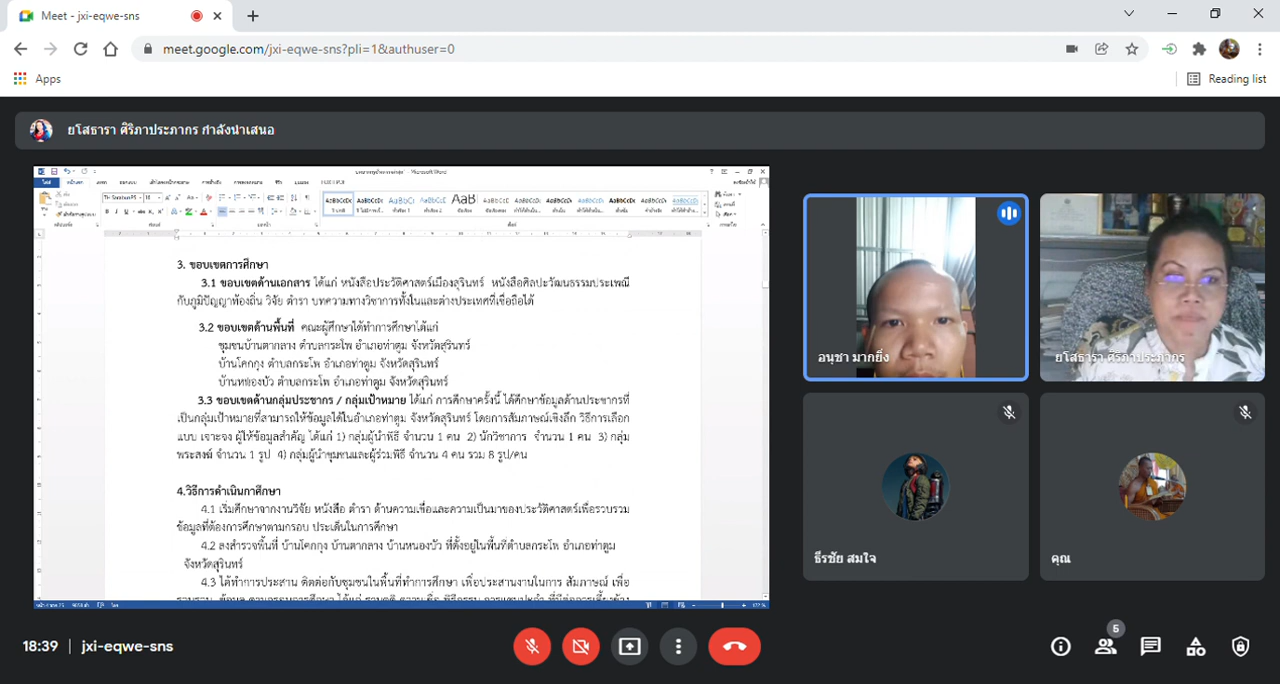 Meet - jxi-eqwe-sns
meet.google.com/jxi-eqwe-sns?pli=1&authuser=0
Apps
Reading list
ยโสธารา ศิริภาประภากร กำลังนำเสนอ
Microsoft Word
3. ขอบเขตการศึกษา
3.1 ขอบเขตด้านเอกสาร ได้แก่ หนังสือประวัติศาสตร์เมืองสุรินทร์ หนังสือศิลปะวัฒนธรรมประเพณี
กับภูมิปัญญาท้องถิ่น วิจัย ตำรา บทความทางวิชาการทั้งในและต่างประเทศที่เชื่อถือได้
3.2 ขอบเขตด้านพื้นที่ คณะผู้ศึกษาได้ทำการศึกษาได้แก่
ชุมชนบ้านตากลาง ตำบลกระโพ อำเภอท่าตูม จังหวัดสุรินทร์
บ้านโคกกุง ตำบลกระโพ อำเภอท่าตูม จังหวัดสุรินทร์
บ้านหนองบัว ตำบลกระโพ อำเภอท่าตูม จังหวัดสุรินทร์
3.3 ขอบเขตด้านกลุ่มประชากร / กลุ่มเป้าหมาย ได้แก่ การศึกษาครั้งนี้ ได้ศึกษาข้อมูลด้านประชากรที่
เป็นกลุ่มเป้าหมายที่สามารถให้ข้อมูลได้ในอำเภอท่าตูม จังหวัดสุรินทร์ โดยการสัมภาษณ์เชิงลึก วิธีการเลือก
แบบ เจาะจง ผู้ให้ข้อมูลสำคัญ ได้แก่ 1) กลุ่มผู้นำพิธี จำนวน 1 คน 2) นักวิชาการ จำนวน 1 คน 3) กลุ่ม
พระสงฆ์ จำนวน 1 รูป 4) กลุ่มผู้นำชุมชนและผู้ร่วมพิธี จำนวน 4 คน รวม 8 รูป/คน
4.วิธีการดำเนินกาศึกษา
4.1 เริ่มศึกษาจากงานวิจัย หนังสือ ตำรา ด้านความเชื่อและความเป็นมาของประวัติศาสตร์เพื่อรวบรวม
ข้อมูลที่ต้องการศึกษาตามกรอบ ประเด็นในการศึกษา
4.2 ลงสำรวจพื้นที่ บ้านโคกกุง บ้านตากลาง บ้านหนองบัว ที่ตั้งอยู่ในพื้นที่ตำบลกระโพ อำเภอท่าตูม
จังหวัดสุรินทร์
4.3 ได้ทำการประสาน ติดต่อกับชุมชนในพื้นที่ทำการศึกษา เพื่อประสานงานในการ สัมภาษณ์ เพื่อ
อนุชา มากยิ่ง
ยโสธารา ศิริภาประภากร
ธีรชัย สมใจ
คุณ
18:39 | jxi-eqwe-sns
5